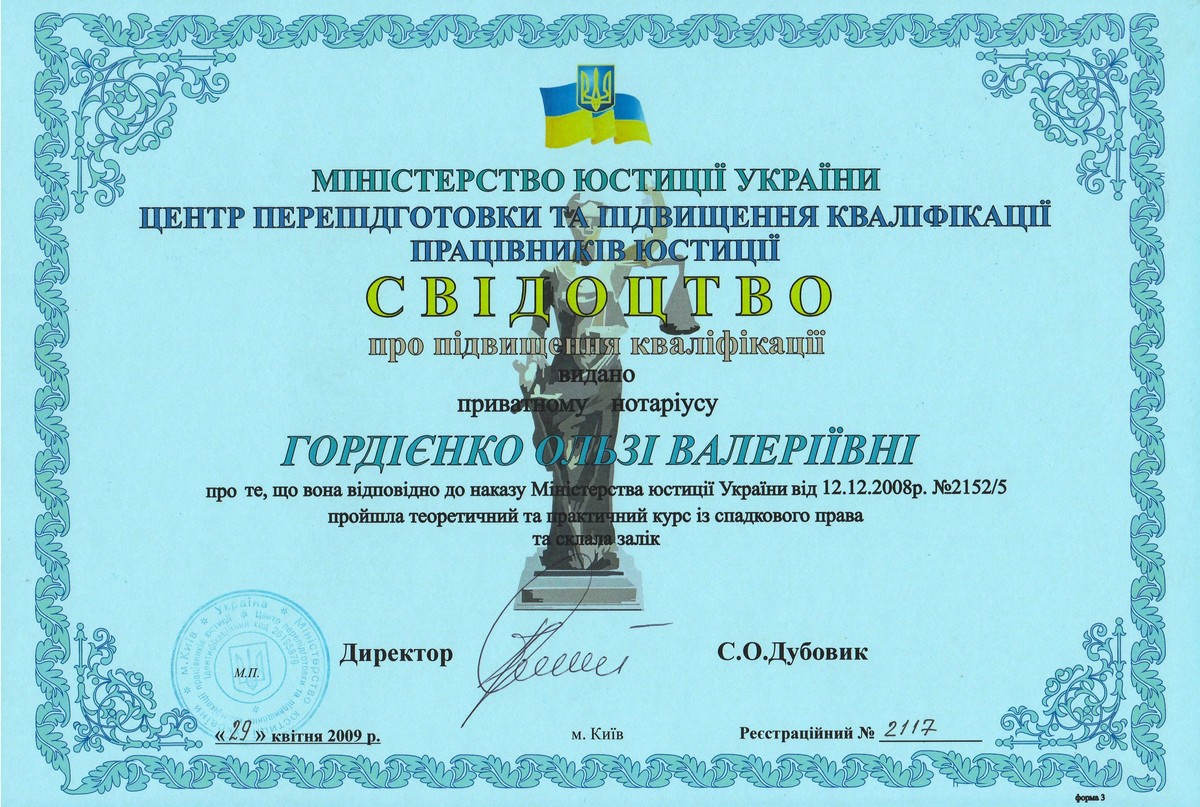 МІНІСТЕРСТВО ЮСТИЦІЇ УКРАЇНИ
ЦЕНТР ПЕРЕПІДГОТОВКИ ТА ПІДВИЩЕННЯ КВАЛІФІКАЦІЇ
ПРАЦІВНИКІВ ЮСТИЦІЇ
СВІДОЦТВО
про підвищення кваліфікації
видано
приватному нотаріусу
ГОРДІЄНКО ОЛЬЗІ ВАЛЕРІЇВНІ
про те, що вона відповідно до наказу Міністерства юстиції України від 12.12.2008р. №2152/5
пройшла теоретичний та практичний курс із спадкового права
та склала залік
Директор С.О.Дубовик
Україна * Міністерство юстиції
м.Київ
М.П.
«29» квітня 2009 р. м. Київ Реєстраційний № 2117
форма 3